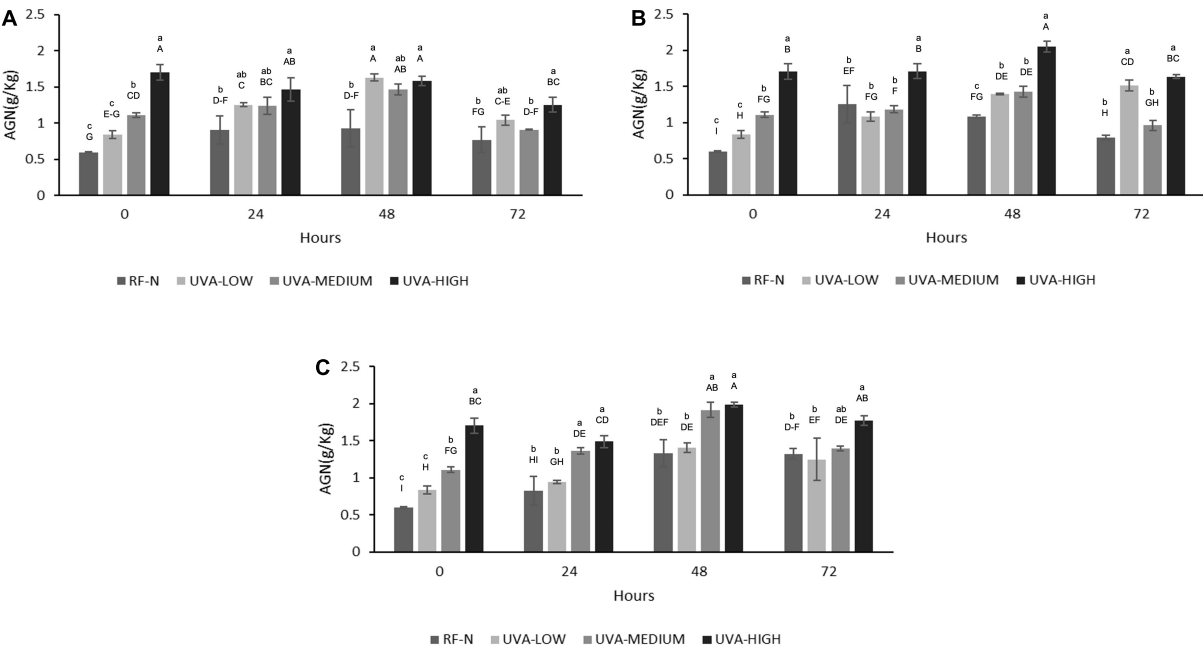 A
AGN(g/Kg)
2.5
2
1.5
1
0.5
0
c
G
c
E-G
b
CD
a
A
b
D-F
ab
C
ab
BC
a
AB
b
D-F
a
A
ab
AB
a
A
b
FG
ab
C-E
b
D-F
a
BC
0 24 48 72
Hours
RF-N UVA-LOW UVA-MEDIUM UVA-HIGH
B
AGN(g/Kg)
2.5
2
1.5
1
0.5
0
c
I
c
H
b
FG
a
B
b
EF
b
FG
b
F
a
B
c
FG
b
DE
b
DE
a
A
b
H
a
CD
b
GH
a
BC
0 24 48 72
Hours
RF-N UVA-LOW UVA-MEDIUM UVA-HIGH
C
AGN(g/Kg)
2.5
2
1.5
1
0.5
0
c
I
c
H
b
FG
a
BC
b
HI
b
GH
a
DE
a
CD
b
DEF
b
DE
a
AB
a
A
b
D-F
b
EF
ab
DE
a
AB
0 24 48 72
Hours
RF-N UVA-LOW UVA-MEDIUM UVA-HIGH